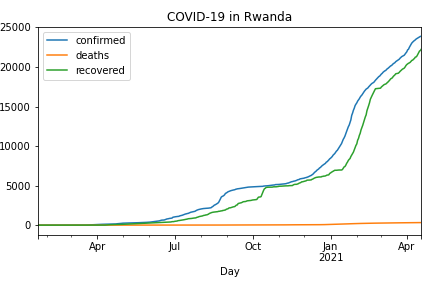 COVID-19 in Rwanda
confirmed
deaths
recovered
25000
20000
15000
10000
5000
0
Apr
Jul
Oct
Jan
2021
Apr
Day